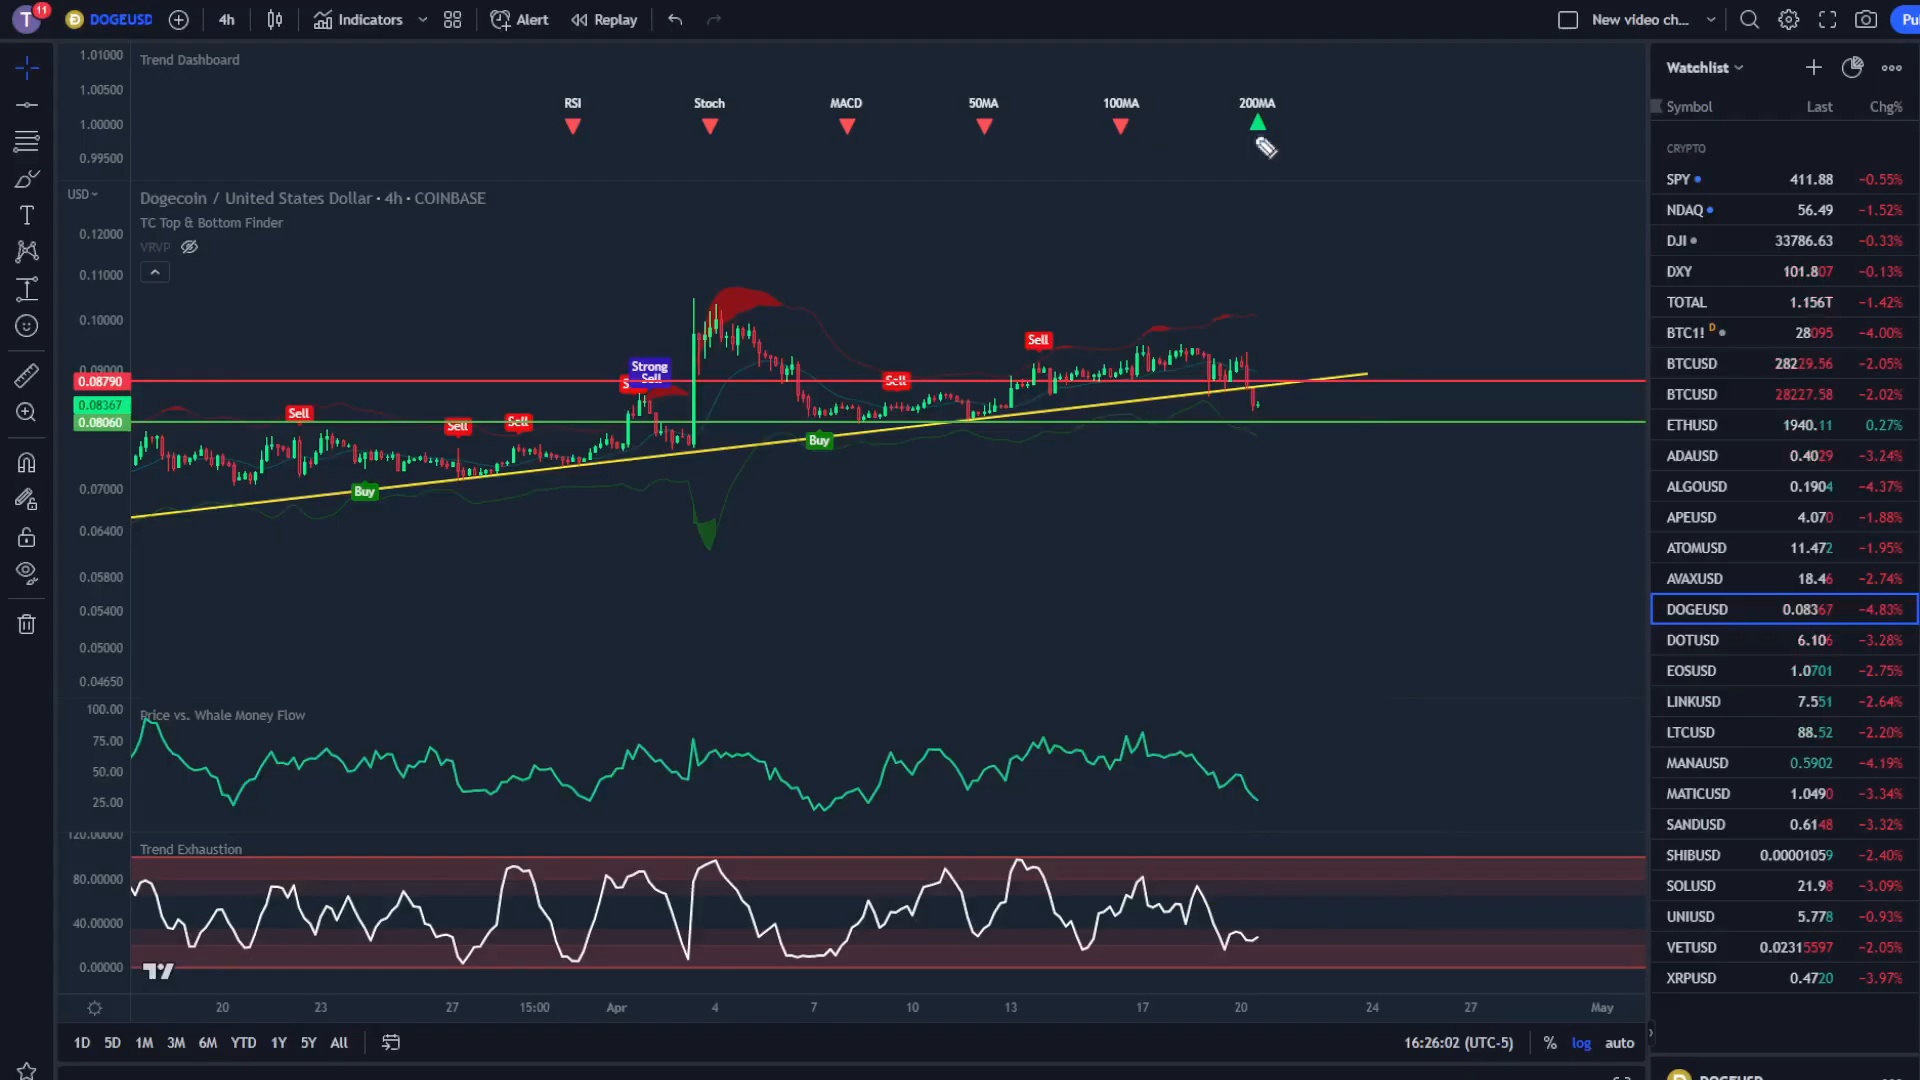 T 11 DOGEUSD 4h Indicators Alert Replay New video ch... Pu
1.01000
1.00500
1.00000
0.99500
Trend Dashboard
RSI Stoch MACD 50MA 100MA 200MA
USD
Dogecoin / United States Dollar • 4h • COINBASE
TC Top & Bottom Finder
VRVP
0.12000
0.11000
0.10000
0.09000
0.08790
0.08367
0.08060
0.07000
0.06400
0.05800
0.05400
0.05000
0.04650
Sell
Sell
Sell
Strong
Sell
Sell
Sell
Buy
Buy
100.00
75.00
50.00
25.00
Price vs. Whale Money Flow
120.00000
80.00000
40.00000
0.00000
Trend Exhaustion
20 23 27 15:00 Apr 4 7 10 13 17 20 24 27 May
1D 5D 1M 3M 6M YTD 1Y 5Y All 16:26:02 (UTC-5) % log auto
Watchlist
Symbol Last Chg%
CRYPTO
SPY 411.88 −0.55%
NDAQ 56.49 −1.52%
DJI 33786.63 −0.33%
DXY 101.807 −0.13%
TOTAL 1.156T −1.42%
BTC1! D 28095 −4.00%
BTCUSD 28229.56 −2.05%
BTCUSD 28227.58 −2.02%
ETHUSD 1940.11 0.27%
ADAUSD 0.4029 −3.24%
ALGOUSD 0.1904 −4.37%
APEUSD 4.070 −1.88%
ATOMUSD 11.472 −1.95%
AVAXUSD 18.46 −2.74%
DOGEUSD 0.08367 −4.83%
DOTUSD 6.106 −3.28%
EOSUSD 1.0701 −2.75%
LINKUSD 7.551 −2.64%
LTCUSD 88.52 −2.20%
MANAUSD 0.5902 −4.19%
MATICUSD 1.0490 −3.34%
SANDUSD 0.6148 −3.32%
SHIBUSD 0.00001059 −2.40%
SOLUSD 21.98 −3.09%
UNIUSD 5.778 −0.93%
VETUSD 0.02315597 −2.05%
XRPUSD 0.4720 −3.97%
DOGEUSD